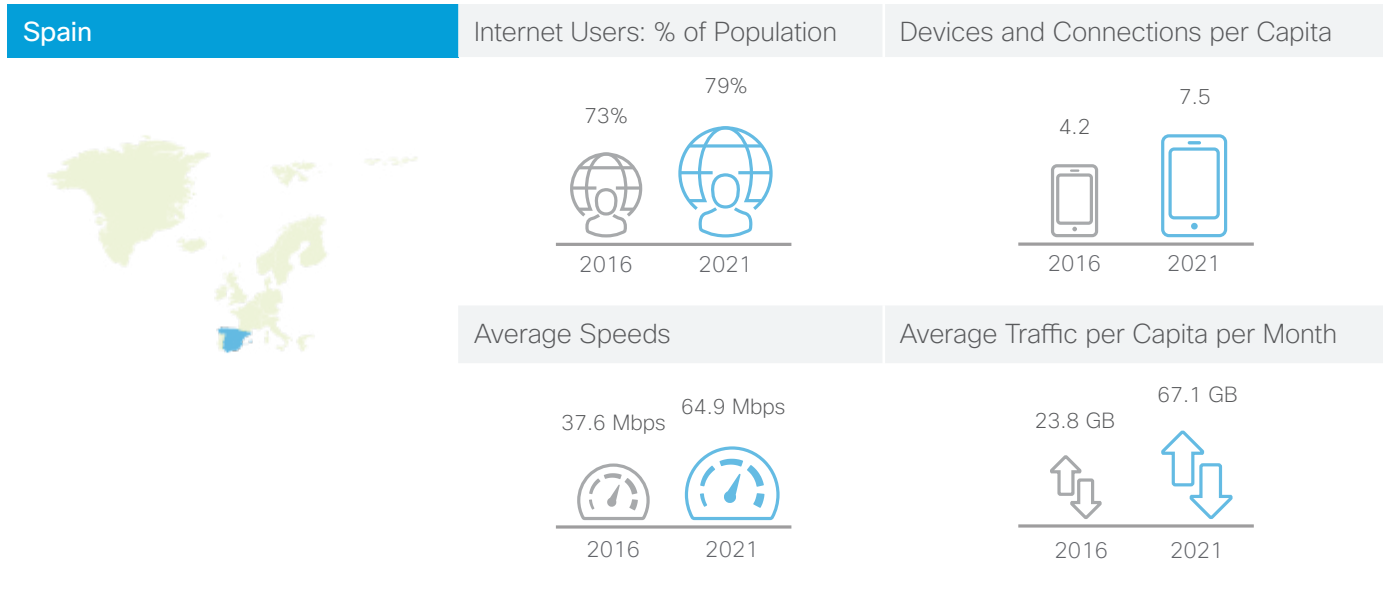 Spain
Internet Users: % of Population
Devices and Connections per Capita
73%
79%
2016
2021
4.2
7.5
2016
2021
Average Speeds
Average Traffic per Capita per Month
37.6 Mbps
64.9 Mbps
2016
2021
23.8 GB
67.1 GB
2016
2021